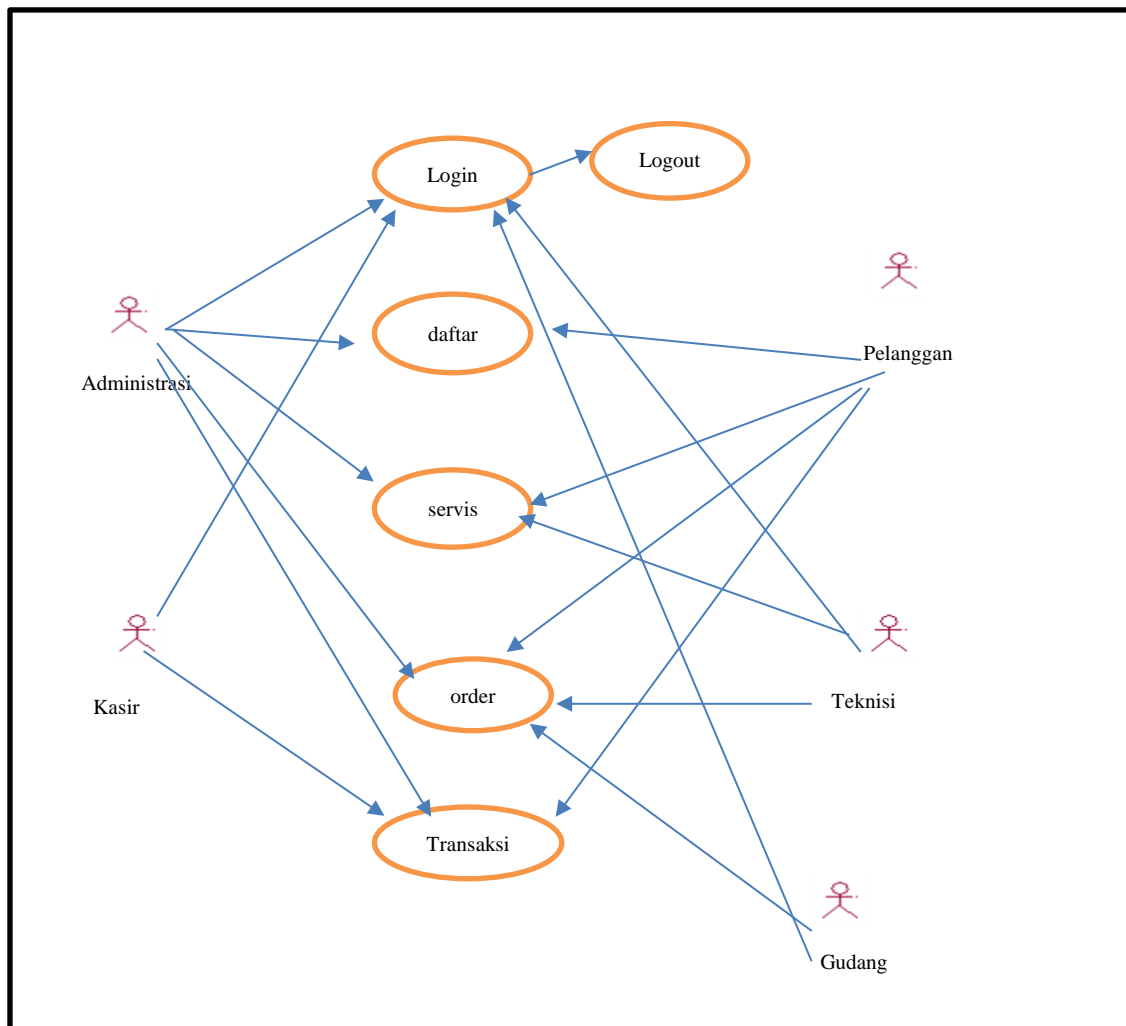 Logout
Login
daftar
Pelanggan
Administrasi
servis
order
Teknisi
Kasir
Transaksi
Gudang